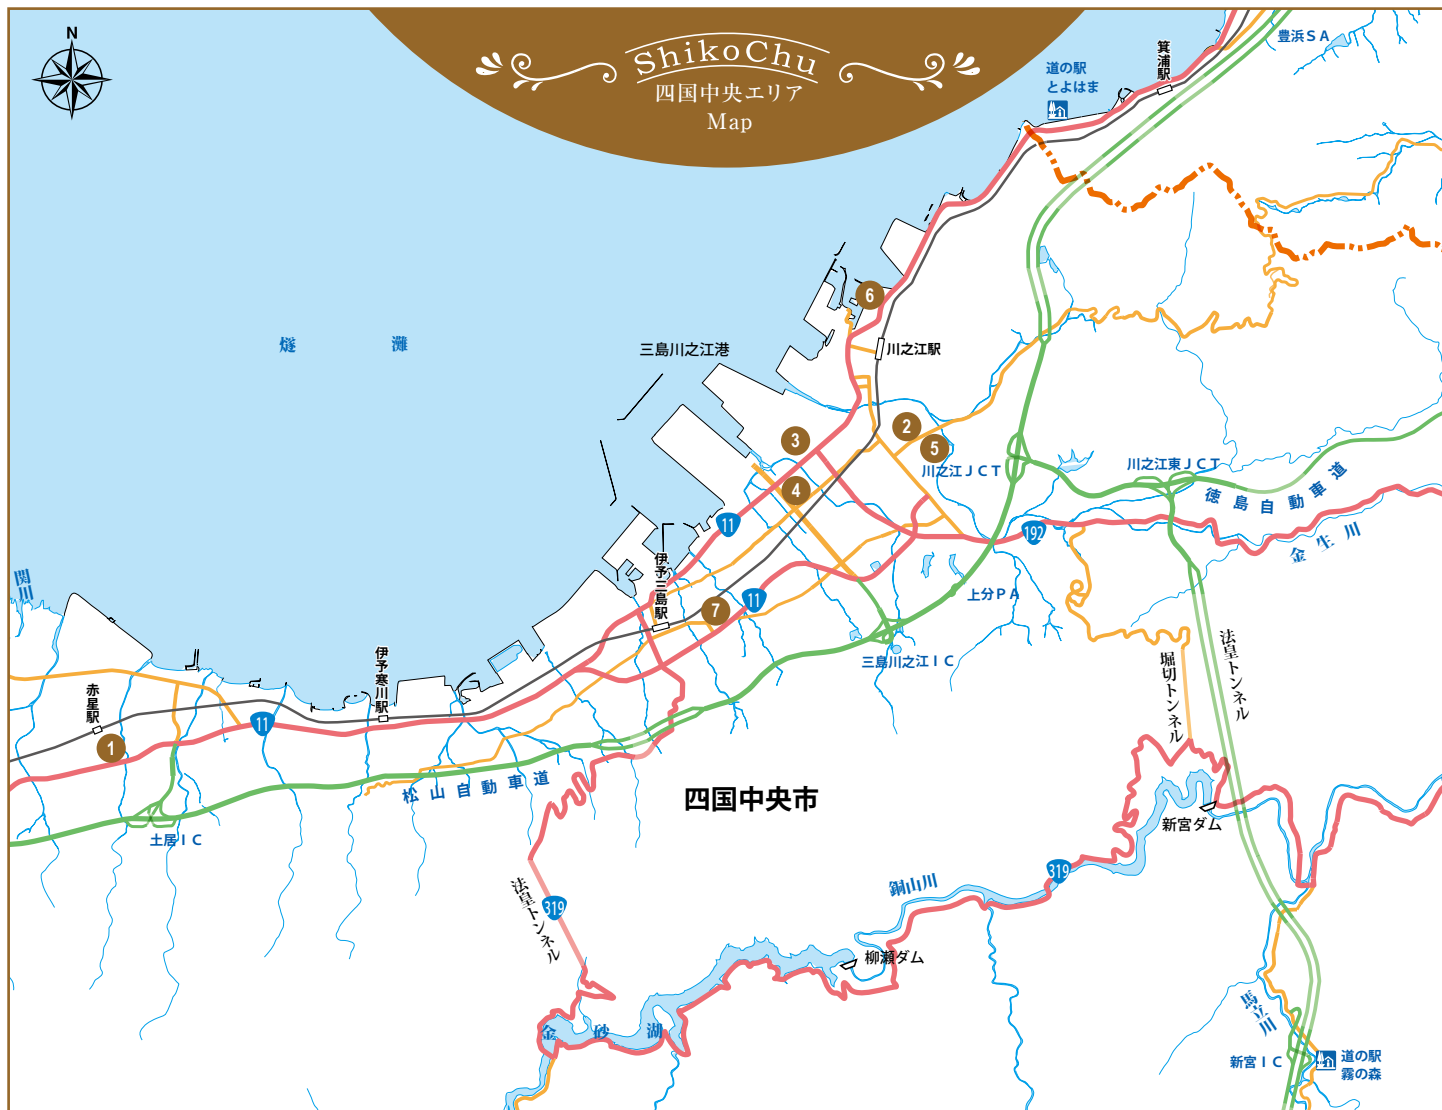 N
ShikoChu
四国中央エリア
Map
豊浜ＳＡ
箕浦駅
道の駅
とよはま
燧灘
三島川之江港
6
川之江駅
3
2
5
川之江ＪＣＴ
川之江東ＪＣＴ
徳島自動車道
4
11
192
金生川
関川
伊予三島駅
上分ＰＡ
7
11
三島川之江ＩＣ
法皇トンネル
堀切トンネル
伊予寒川駅
赤星駅
11
1
松山自動車道
四国中央市
新宮ダム
土居ＩＣ
319
銅山川
法皇トンネル
319
柳瀬ダム
馬立川
金砂湖
新宮ＩＣ
道の駅
霧の森